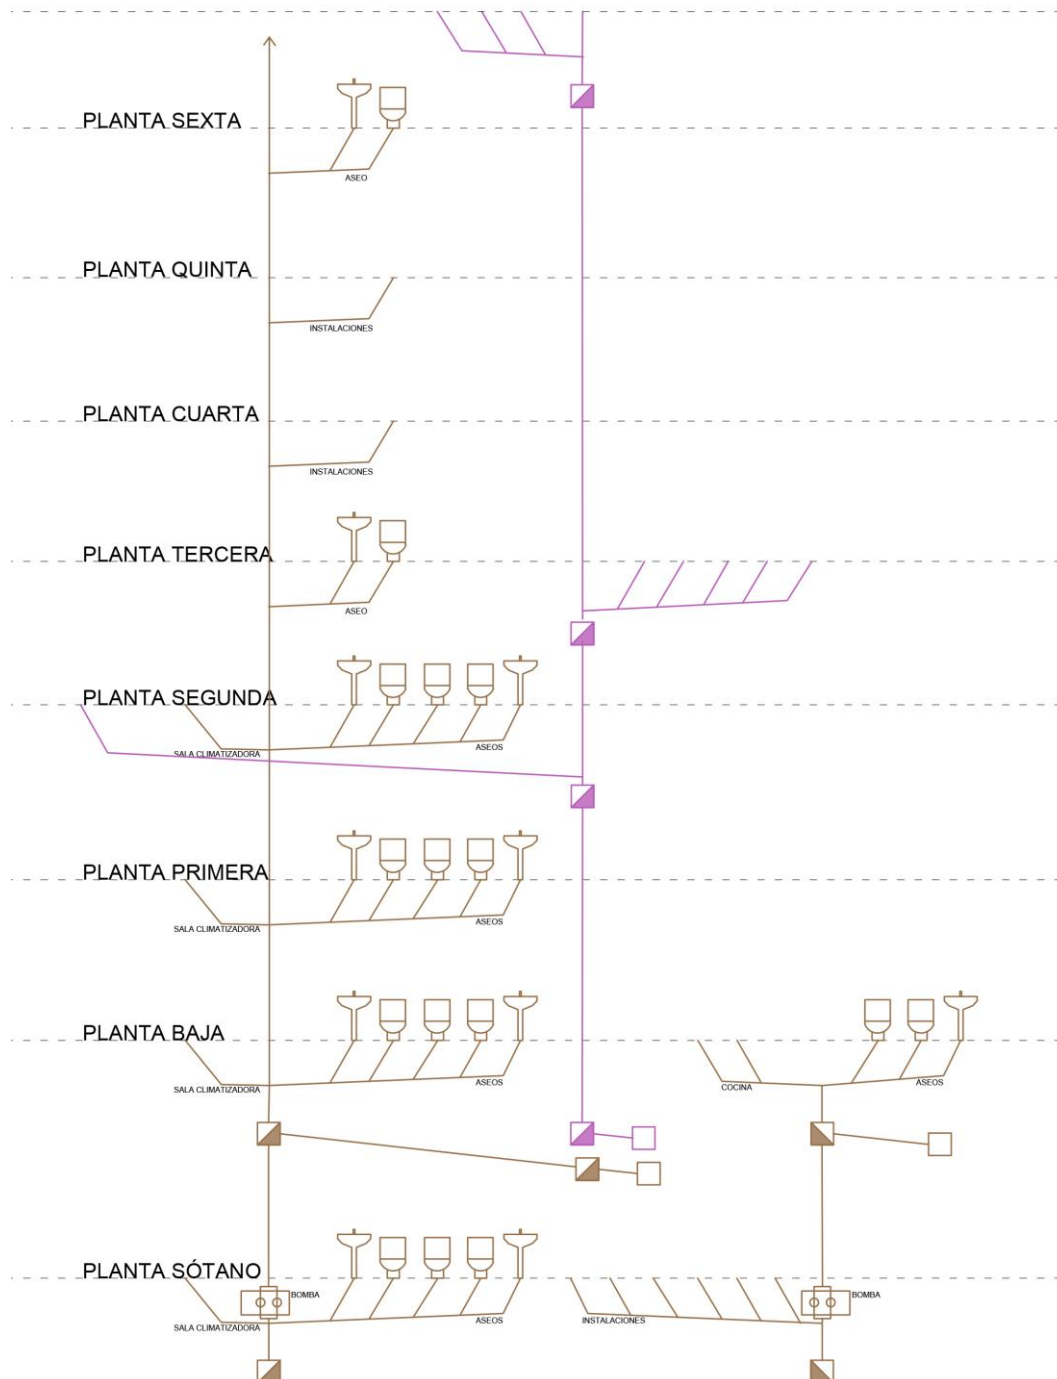 PLANTA SEXTA
ASEO
PLANTA QUINTA
INSTALACIONES
PLANTA CUARTA
INSTALACIONES
PLANTA TERCERA
ASEO
PLANTA SEGUNDA
SALA CLIMATIZADORA
ASEOS
PLANTA PRIMERA
SALA CLIMATIZADORA
ASEOS
PLANTA BAJA
SALA CLIMATIZADORA
ASEOS
COCINA
ASEOS
PLANTA SÓTANO
BOMBA
BOMBA
SALA CLIMATIZADORA
ASEOS
INSTALACIONES